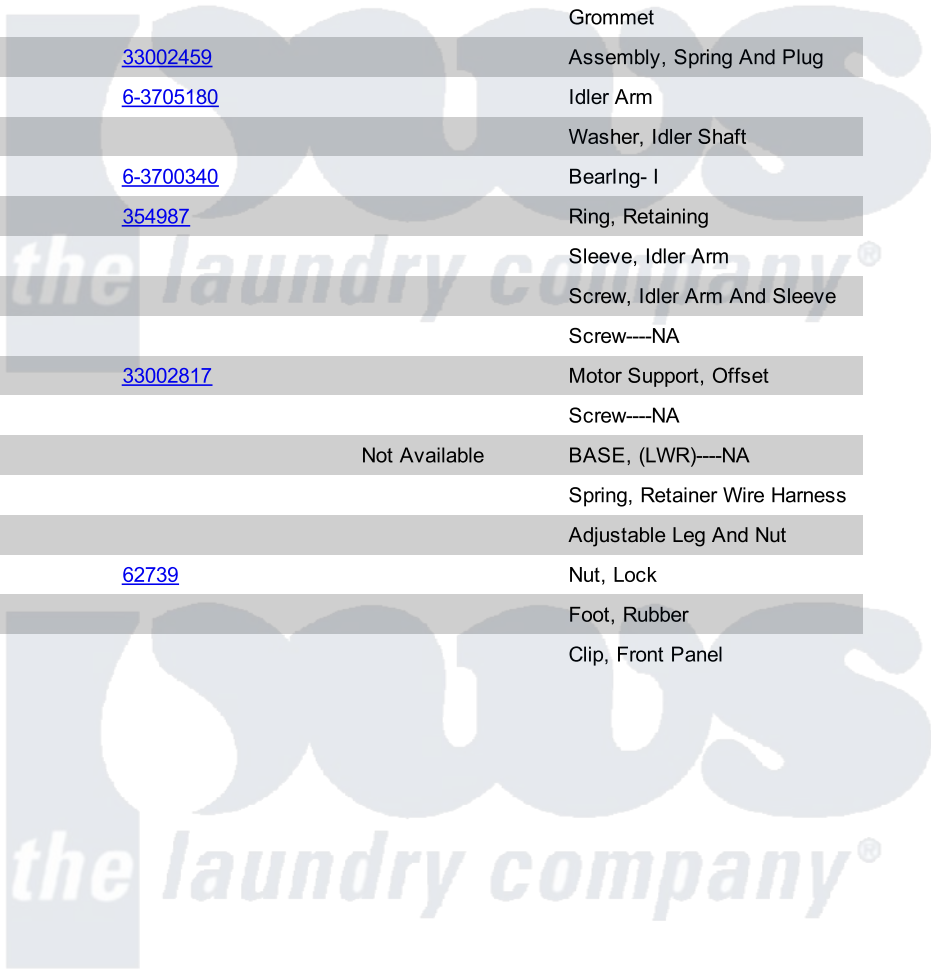 Grommet
33002459 Assembly, Spring And Plug
6-3705180 Idler Arm
Washer, Idler Shaft
6-3700340 BearIng- I
354987 Ring, Retaining
Sleeve, Idler Arm
the laundry company®
Screw, Idler Arm And Sleeve
Screw----NA
33002817 Motor Support, Offset
Screw----NA
Not Available BASE, (LWR)----NA
Spring, Retainer Wire Harness
Adjustable Leg And Nut
62739 Nut, Lock
Foot, Rubber
Clip, Front Panel
pws
the laundry company®